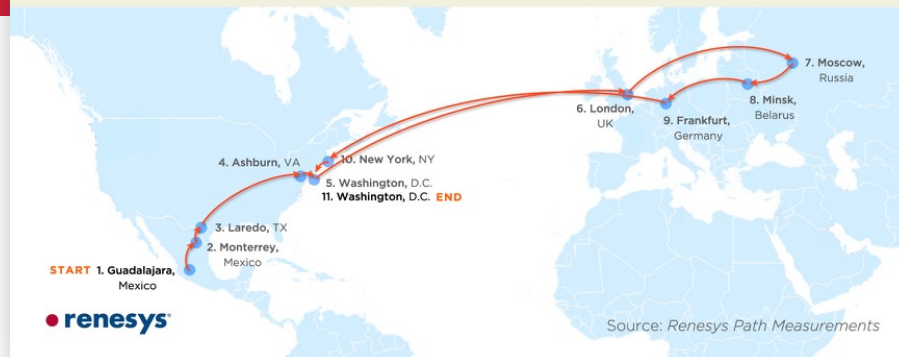 7. Moscow,
Russia
6. London,
UK
8. Minsk,
Belarus
9. Frankfurt,
Germany
4. Ashburn, VA
10. New York, NY
5. Washington, D.C.
11. Washington, D.C. END
3. Laredo, TX
2. Monterrey,
Mexico
START 1. Guadalajara,
Mexico
renesys
Source: Renesys Path Measurements